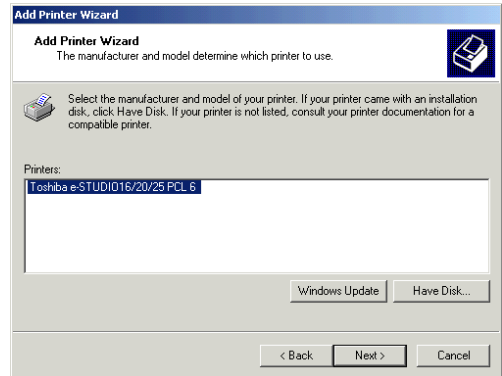 Add Printer Wizard
Add Printer Wizard
The manufacturer and model determine which printer to use.
Select the manufacturer and model of your printer. If your printer came with an installation
disk, click Have Disk. If your printer is not listed, consult your printer documentation for a
compatible printer.
Printers:
Toshiba e-STUDIO16/20/25 PCL 6
Windows Update
Have Disk...
< Back
Next >
Cancel